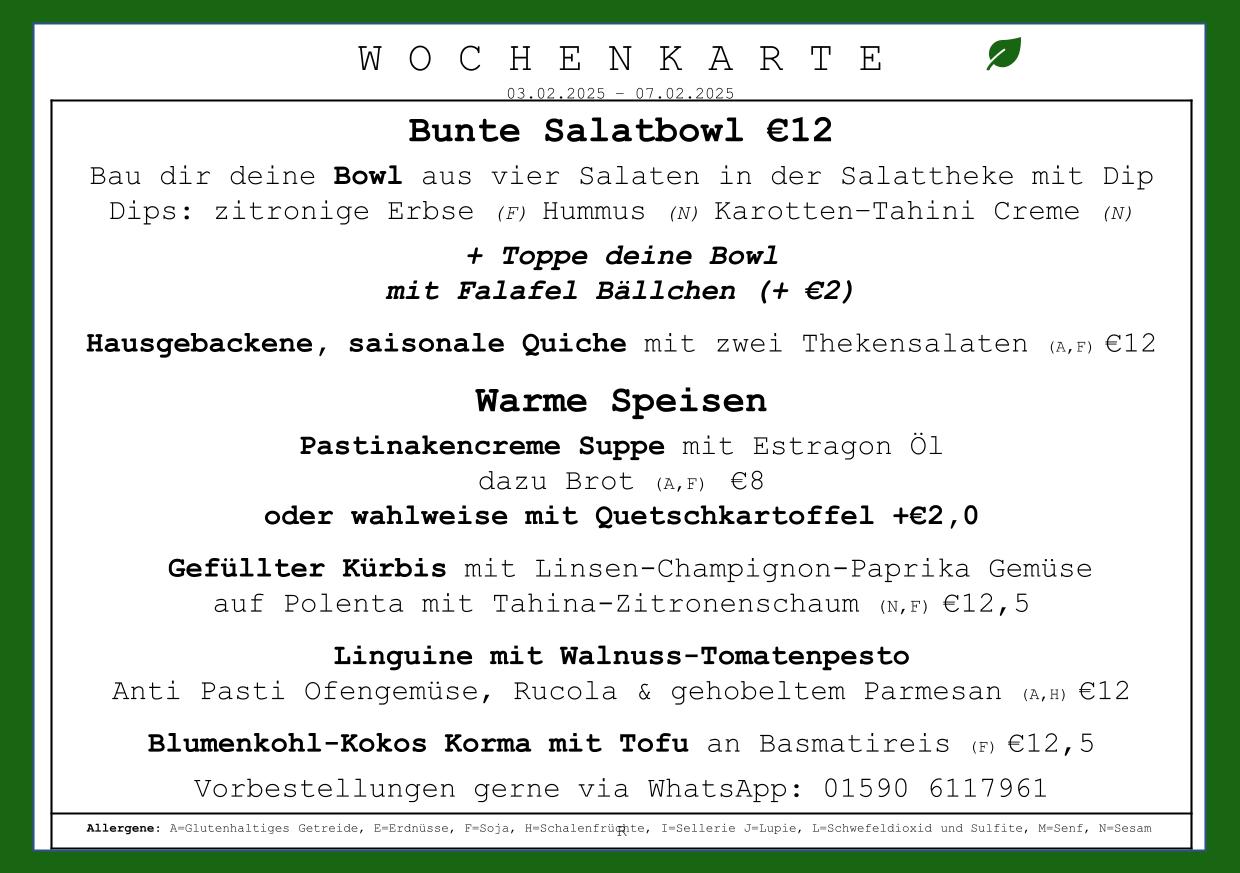 WOCHENKARTE
03.02.2025 – 07.02.2025
Bunte Salatbowl €12
Bau dir deine Bowl aus vier Salaten in der Salattheke mit Dip
Dips: zitronige Erbse (F) Hummus (N) Karotten–Tahini Creme (N)
+ Toppe deine Bowl
mit Falafel Bällchen (+ €2)
Hausgebackene, saisonale Quiche mit zwei Thekensalaten (A,F) €12
Warme Speisen
Pastinakencreme Suppe mit Estragon Öl
dazu Brot (A,F) €8
oder wahlweise mit Quetschkartoffel +€2,0
Gefüllter Kürbis mit Linsen-Champignon-Paprika Gemüse
auf Polenta mit Tahina-Zitronenschaum (N,F) €12,5
Linguine mit Walnuss-Tomatenpesto
Anti Pasti Ofengemüse, Rucola & gehobeltem Parmesan (A,H) €12
Blumenkohl-Kokos Korma mit Tofu an Basmatireis (F) €12,5
Vorbestellungen gerne via WhatsApp: 01590 6117961
Allergene: A=Glutenhaltiges Getreide, E=Erdnüsse, F=Soja, H=Schalenfrüchte, I=Sellerie J=Lupie, L=Schwefeldioxid und Sulfite, M=Senf, N=Sesam
R